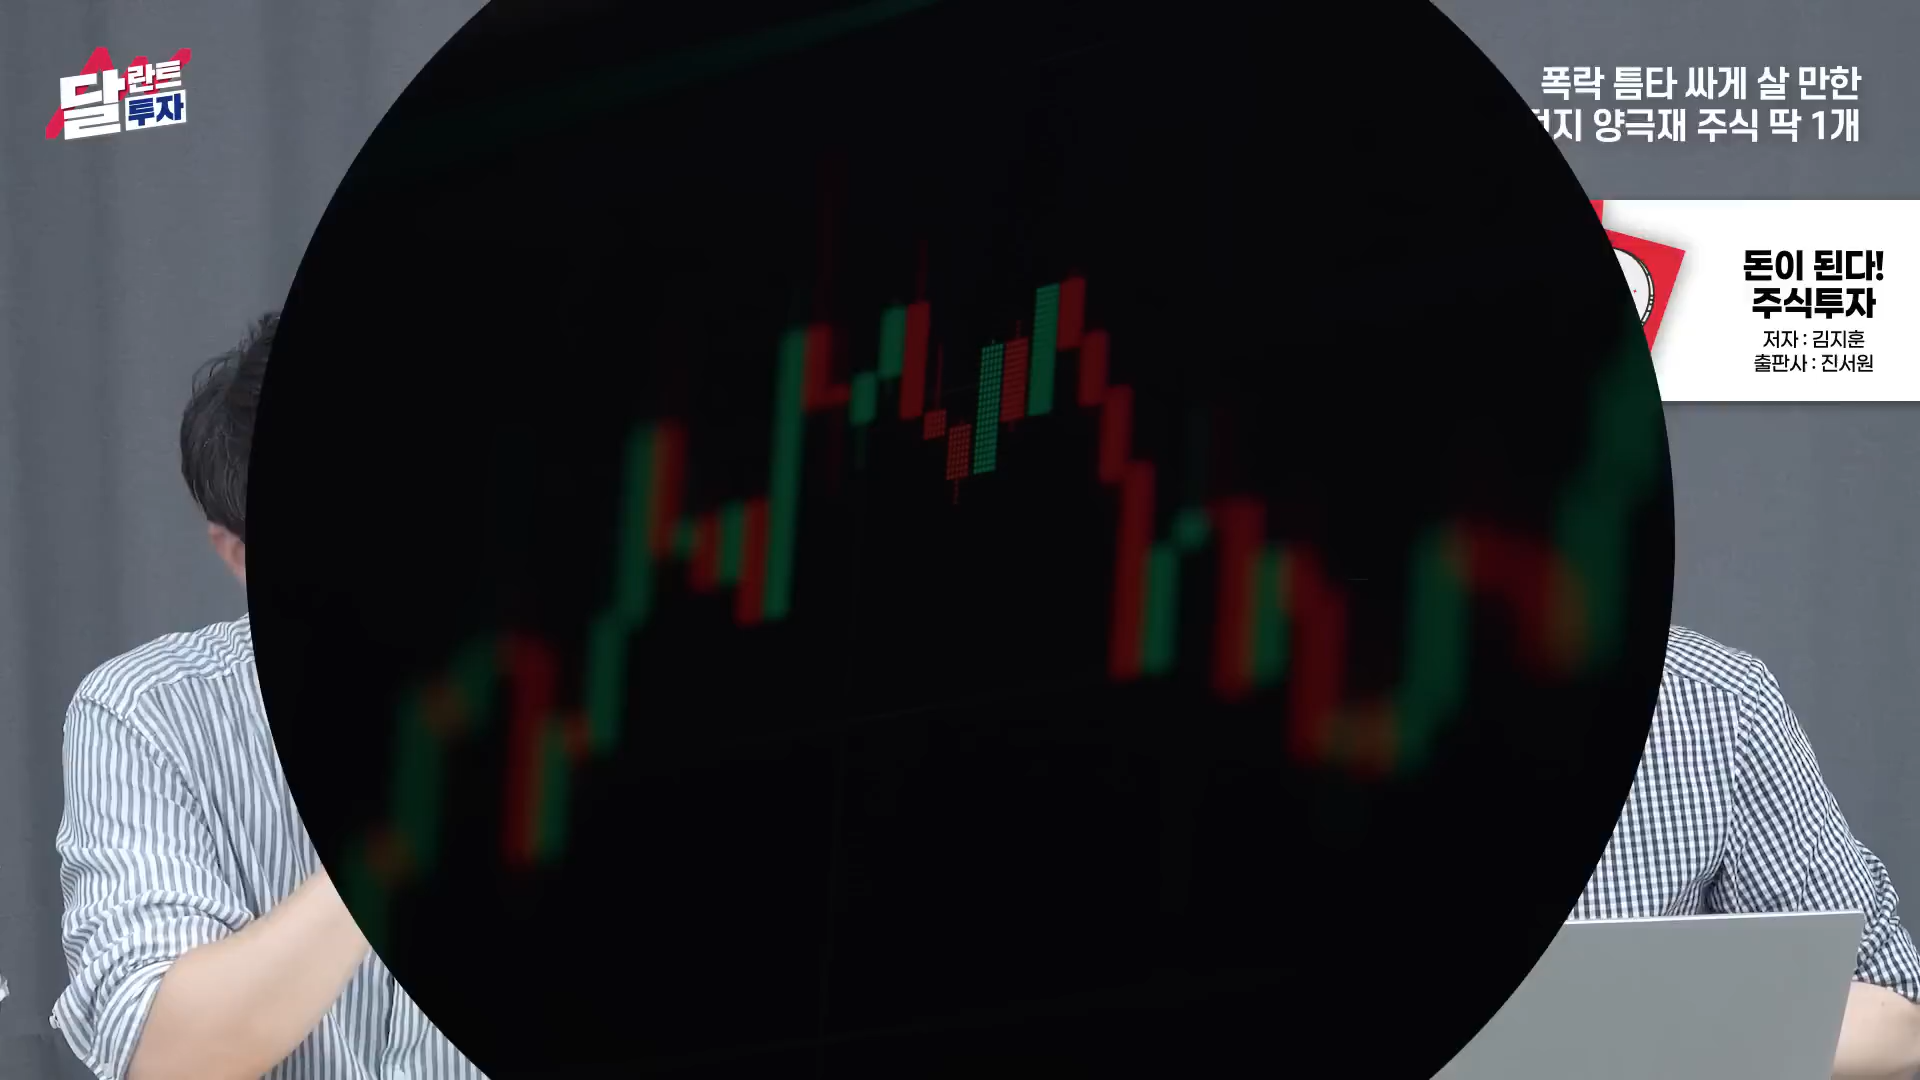 달란트
투자
폭락 틈타 싸게 살 만한
양극재 주식 딱 1개
돈이 된다!
주식투자
저자 : 김지훈
출판사 : 진서원